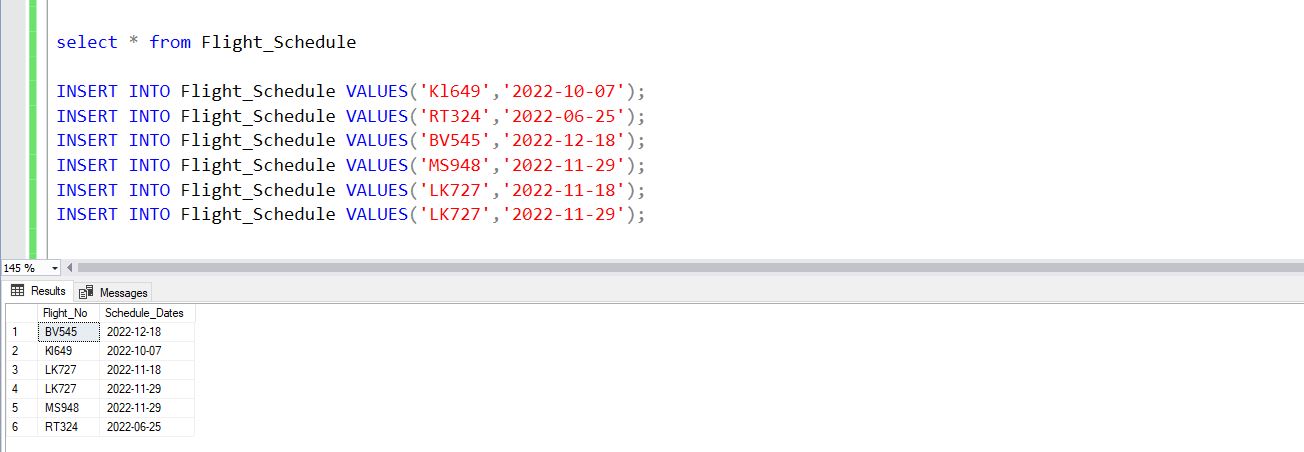 select * from Flight_Schedule
INSERT INTO Flight_Schedule VALUES('Kl649','2022-10-07');
INSERT INTO Flight_Schedule VALUES('RT324','2022-06-25');
INSERT INTO Flight_Schedule VALUES('BV545','2022-12-18');
INSERT INTO Flight_Schedule VALUES('MS948','2022-11-29');
INSERT INTO Flight_Schedule VALUES('LK727','2022-11-18');
INSERT INTO Flight_Schedule VALUES('LK727','2022-11-29');
145 %
Results Messages
Flight_No Schedule_Dates
1 BV545 2022-12-18
2 Kl649 2022-10-07
3 LK727 2022-11-18
4 LK727 2022-11-29
5 MS948 2022-11-29
6 RT324 2022-06-25